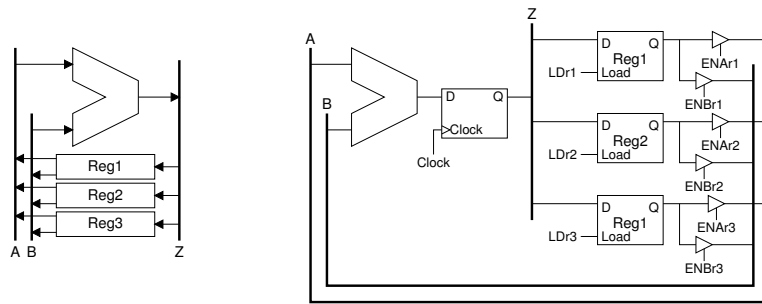 Reg1
Reg2
Reg3
A B
Z
A
B
D Q
Clock
Clock
Z
D Q
Reg1
LDr1
Load
ENAr1
ENBr1
D Q
Reg2
LDr2
Load
ENAr2
ENBr2
D Q
Reg1
LDr3
Load
ENAr3
ENBr3